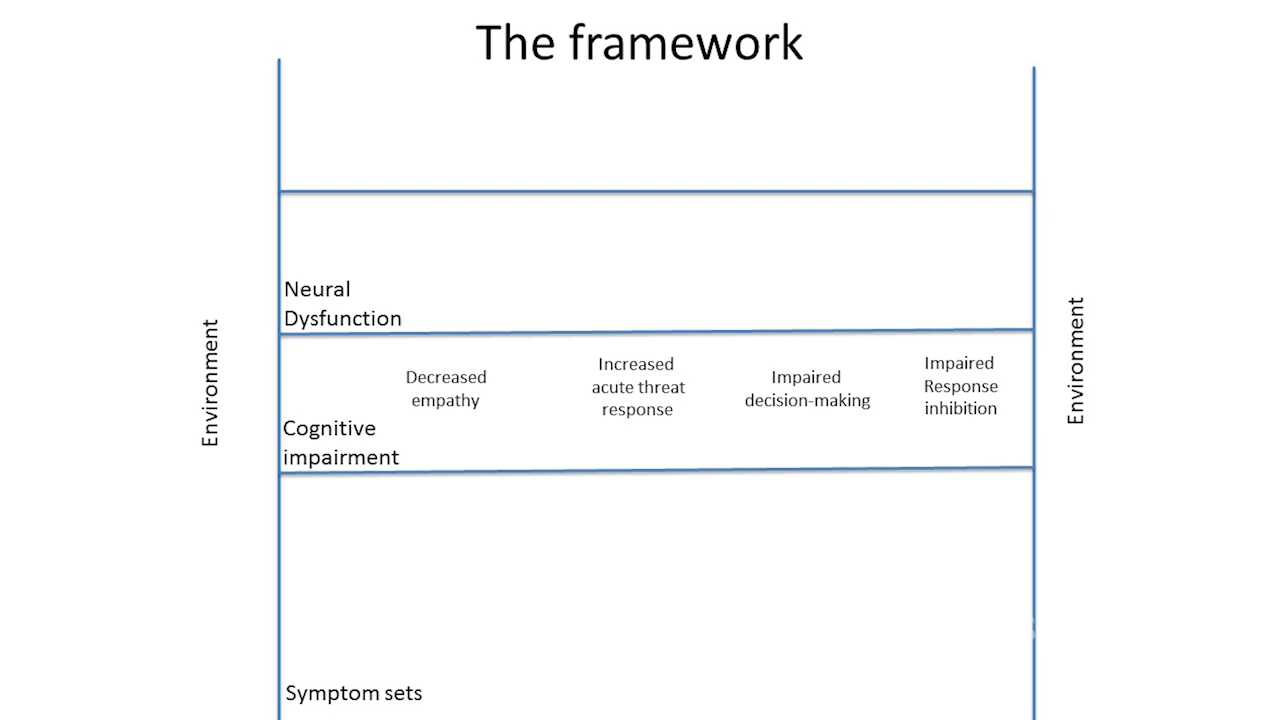 The framework
Neural
Dysfunction
Environment
Environment
Decreased
empathy
Increased
acute threat
response
Impaired
decision-making
Impaired
Response
inhibition
Cognitive
impairment
Symptom sets